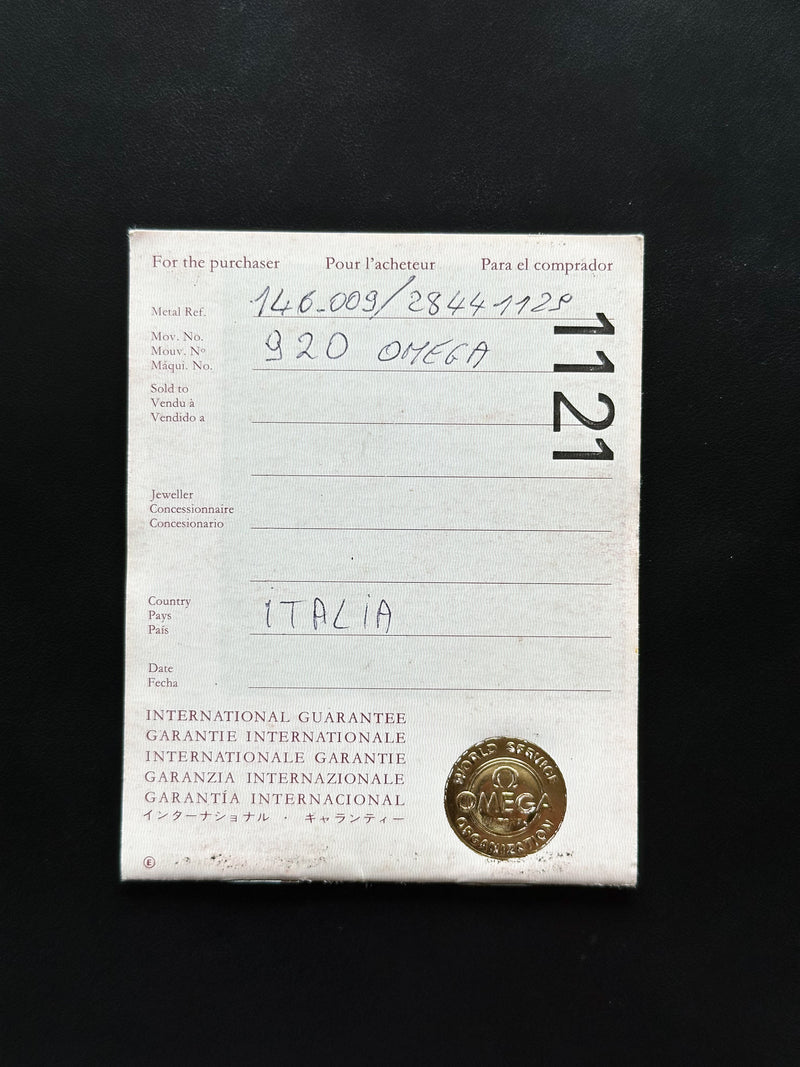 For the purchaser Pour l'acheteur Para el comprador
Metal Ref. 146.009/28441129
Mov. No. 920 OMEGA
Mouv. Nº
Máqui. No.
1121
Sold to
Vendu à
Vendido a
Jeweller
Concessionnaire
Concesionario
Country
Pays ITALIA
País
Date
Fecha
INTERNATIONAL GUARANTEE
GARANTIE INTERNATIONALE
INTERNATIONALE GARANTIE
GARANZIA INTERNAZIONALE
GARANTÍA INTERNACIONAL
インターナショナル・ギャランティー
WORLD SERVICE
Ω
OMEGA
ORGANIZATION
E